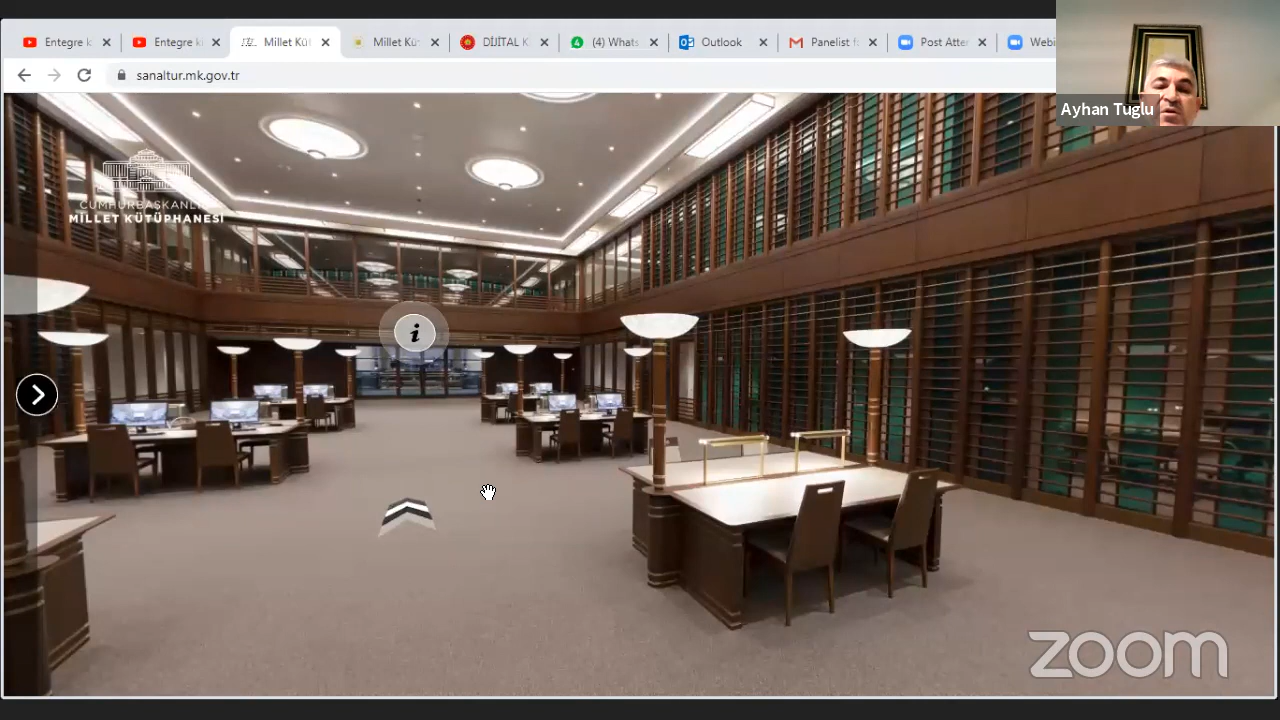 Entegre k
Entegre k
Millet Kü
Millet Kü
DİJİTAL K
(4) Whats
Outlook
Panelist f
Post Atter
Webi
sanaltur.mk.gov.tr
Ayhan Tuglu
CUMHURBAŞKANLIĞI
MİLLET KÜTÜPHANESİ
i
zoom